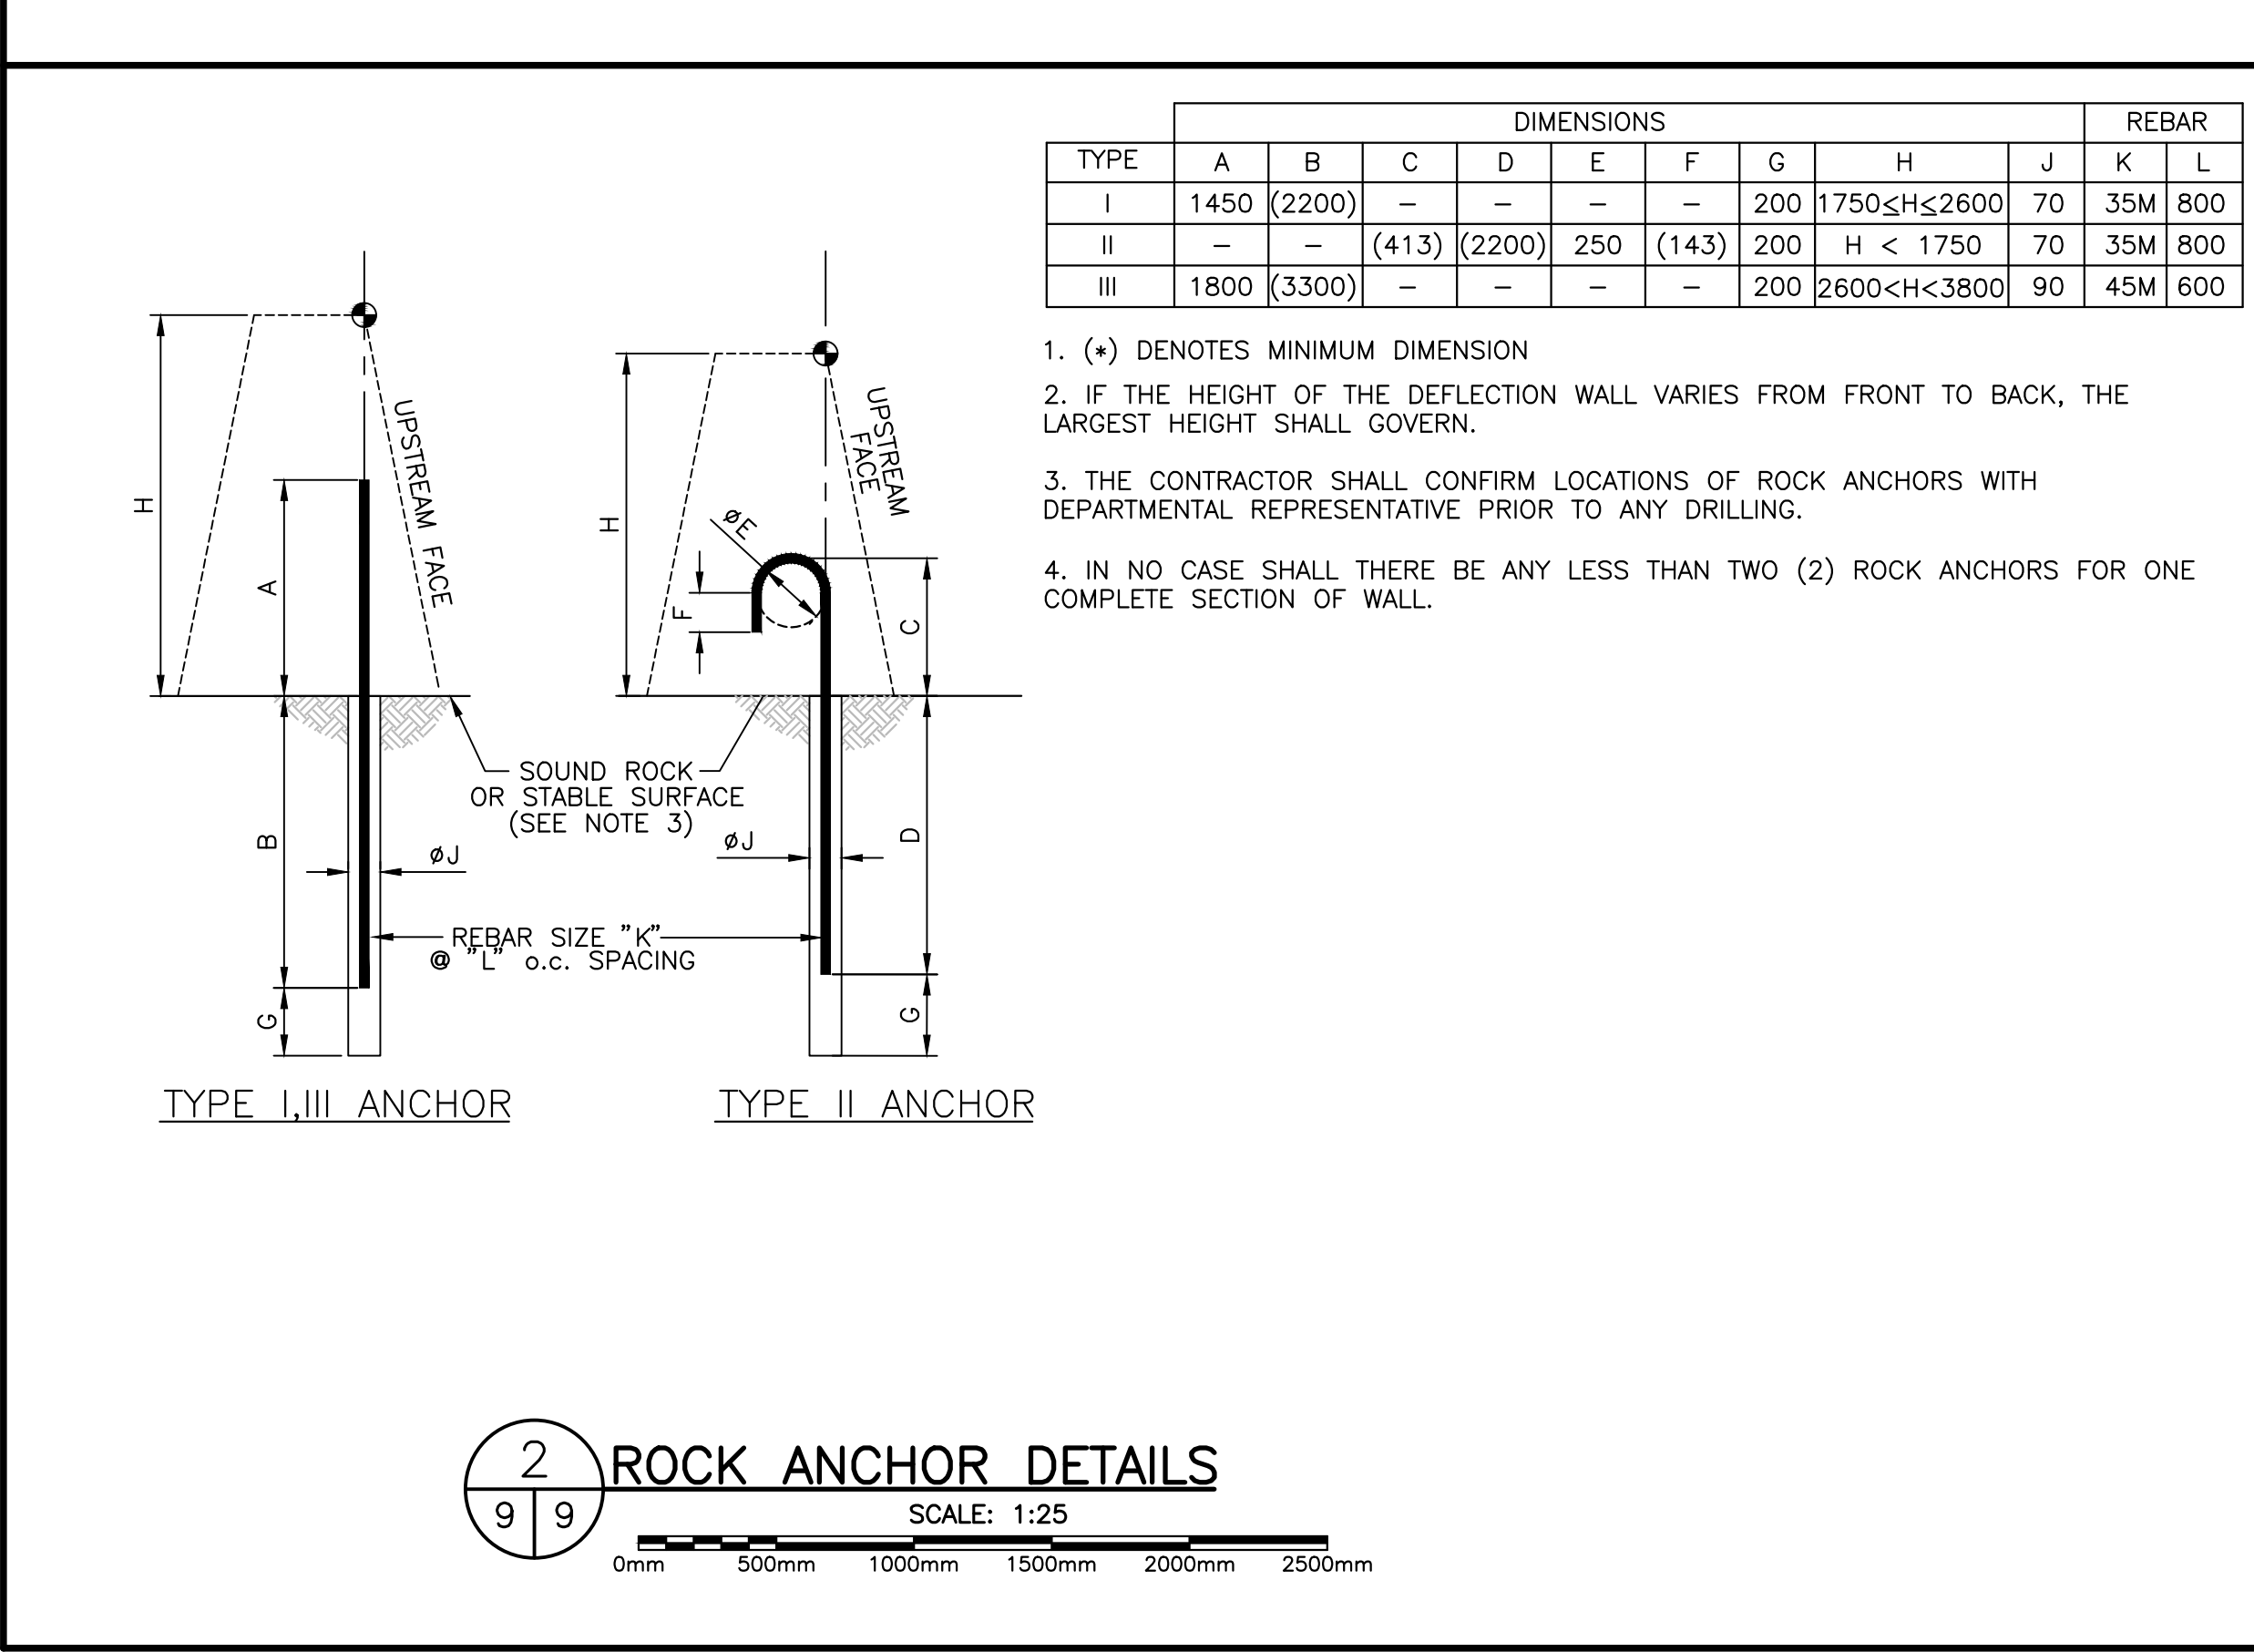 DIMENSIONS REBAR
TYPE A B C D E F G H J K L
I 1450 (2200) – – – – 200 1750≤H≤2600 70 35M 800
II – – (413) (2200) 250 (143) 200 H < 1750 70 35M 800
III 1800 (3300) – – – – 200 2600<H<3800 90 45M 600
1. (*) DENOTES MINIMUM DIMENSION
2. IF THE HEIGHT OF THE DEFLECTION WALL VARIES FROM FRONT TO BACK, THE
LARGEST HEIGHT SHALL GOVERN.
3. THE CONTRACTOR SHALL CONFIRM LOCATIONS OF ROCK ANCHORS WITH
DEPARTMENTAL REPRESENTATIVE PRIOR TO ANY DRILLING.
4. IN NO CASE SHALL THERE BE ANY LESS THAN TWO (2) ROCK ANCHORS FOR ONE
COMPLETE SECTION OF WALL.
H
A
UPSTREAM FACE
B
G
øJ
H
UPSTREAM
FACE
øE
F
C
D
G
øJ
SOUND ROCK
OR STABLE SURFACE
(SEE NOTE 3)
REBAR SIZE "K"
@ "L" o.c. SPACING
TYPE I,III ANCHOR
TYPE II ANCHOR
2
9 9
ROCK ANCHOR DETAILS
SCALE: 1:25
0mm 500mm 1000mm 1500mm 2000mm 2500mm